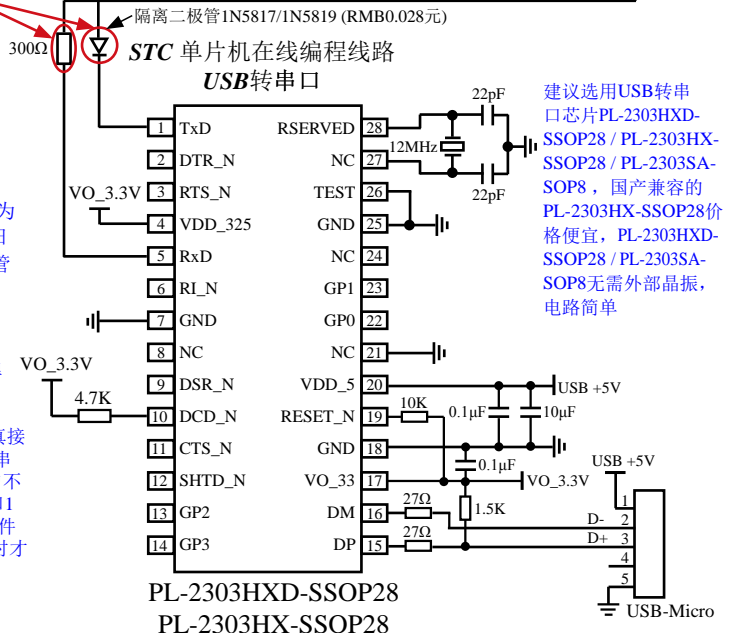 隔离二极管1N5817/1N5819 (RMB0.028元)
300Ω
STC 单片机在线编程线路
USB转串口
建议选用USB转串
口芯片PL-2303HXD-
SSOP28 / PL-2303HX-
SSOP28 / PL-2303SA-
SOP8 ，国产兼容的
PL-2303HX-SSOP28价
格便宜，PL-2303HXD-
SSOP28 / PL-2303SA-
SOP8无需外部晶振，
电路简单
22pF
12MHz
22pF
VO_3.3V
为
管
VO_3.3V
4.7K
接
串
不
1
件
才
1 TxD
2 DTR_N
3 RTS_N
4 VDD_325
5 RxD
6 RI_N
7 GND
8 NC
9 DSR_N
10 DCD_N
11 CTS_N
12 SHTD_N
13 GP2
14 GP3
RSERVED 28
NC 27
TEST 26
GND 25
NC 24
GP1 23
GP0 22
NC 21
VDD_5 20
RESET_N 19
GND 18
VO_33 17
DM 16
DP 15
USB +5V
10K
0.1μF
10μF
0.1μF
VO_3.3V
27Ω
27Ω
1.5K
USB +5V
D-
D+
1
2
3
4
5
USB-Micro
PL-2303HXD-SSOP28
PL-2303HX-SSOP28